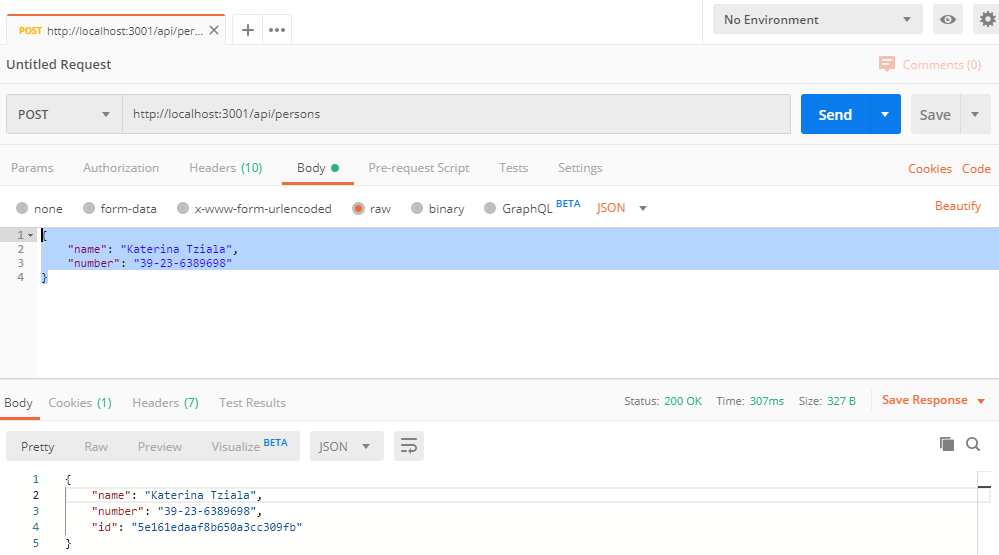 POST http://localhost:3001/api/per...
No Environment
Untitled Request
Comments (0)
POST
http://localhost:3001/api/persons
Send
Save
Params Authorization Headers (10) Body Pre-request Script Tests Settings
Cookies Code
none form-data x-www-form-urlencoded raw binary GraphQL BETA JSON
Beautify
1 {
2 "name": "Katerina Tziala",
3 "number": "39-23-6389698"
4 }
Body Cookies (1) Headers (7) Test Results
Status: 200 OK Time: 307ms Size: 327 B Save Response
Pretty Raw Preview Visualize BETA JSON
1 {
2 "name": "Katerina Tziala",
3 "number": "39-23-6389698",
4 "id": "5e161edaaf8b650a3cc309fb"
5 }